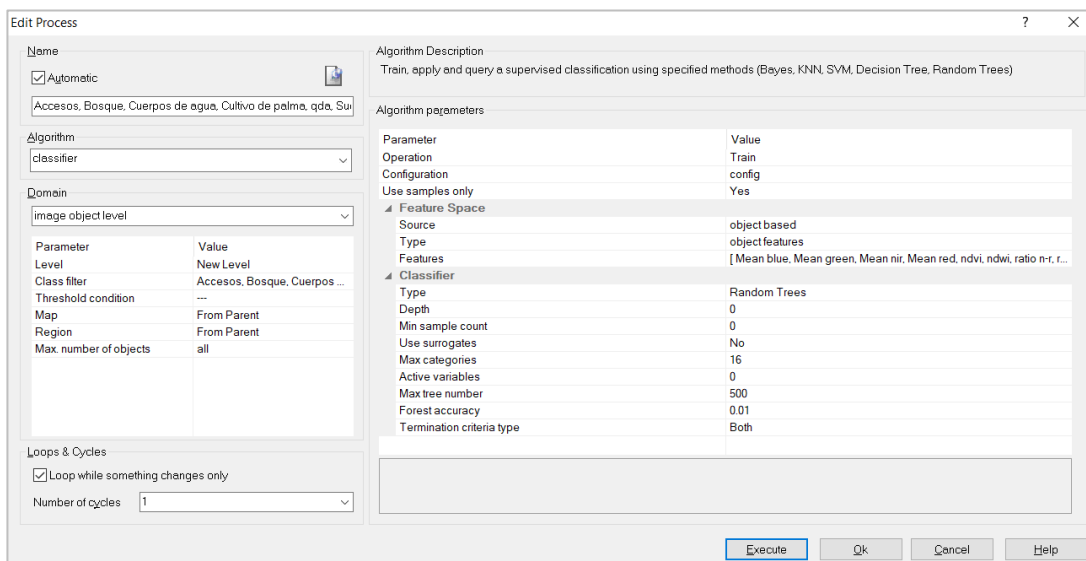 Edit Process ? ×
Name
Automatic
Accesos, Bosque, Cuerpos de agua, Cultivo de palma, qda, Su
Algorithm
classifier
Domain
image object level
Parameter Value
Level New Level
Class filter Accesos, Bosque, Cuerpos ...
Threshold condition ---
Map From Parent
Region From Parent
Max. number of objects all
Loops & Cycles
Loop while something changes only
Number of cycles 1
Algorithm Description
Train, apply and query a supervised classification using specified methods (Bayes, KNN, SVM, Decision Tree, Random Trees)
Algorithm parameters
Parameter Value
Operation Train
Configuration config
Use samples only Yes
Feature Space
Source object based
Type object features
Features [ Mean blue, Mean green, Mean nir, Mean red, ndvi, ndwi, ratio n-r, r...
Classifier
Type Random Trees
Depth 0
Min sample count 0
Use surrogates No
Max categories 16
Active variables 0
Max tree number 500
Forest accuracy 0.01
Termination criteria type Both
Execute Ok Cancel Help